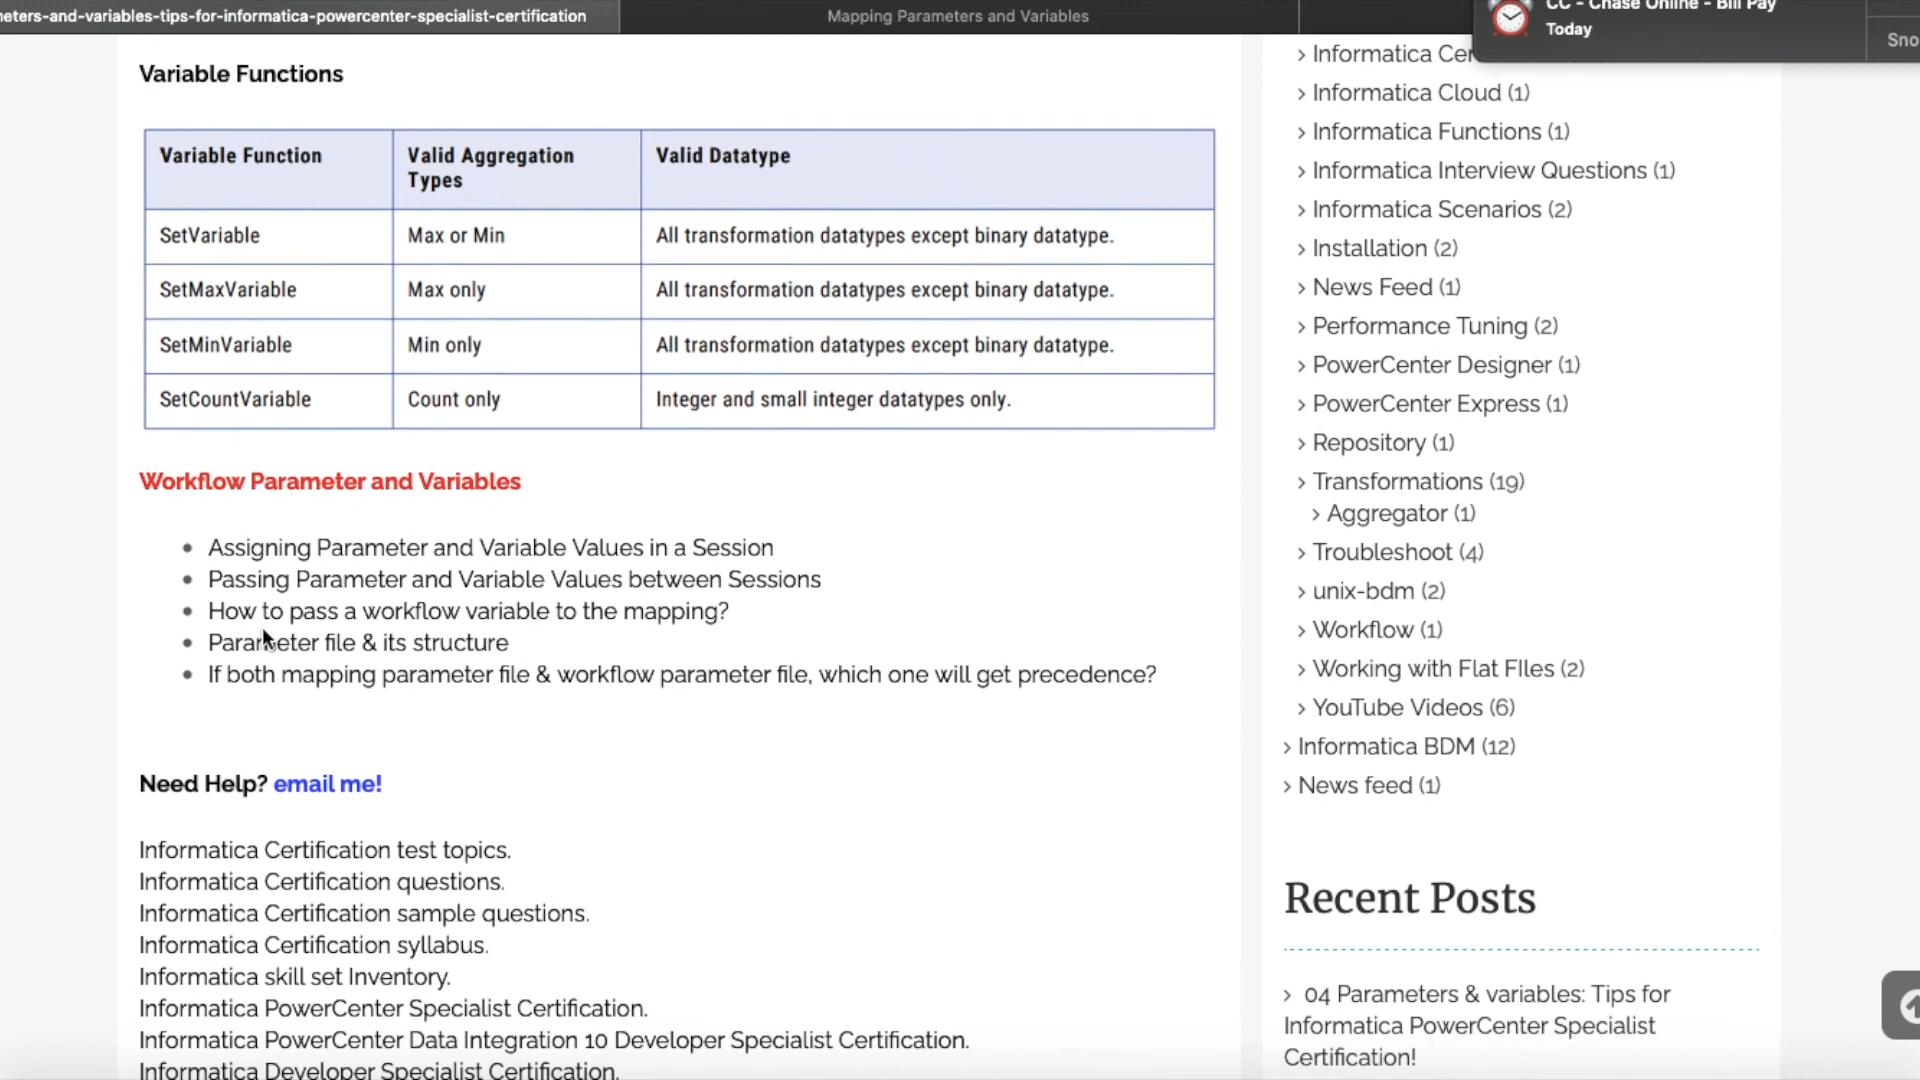 eters-and-variables-tips-for-informatica-powercenter-specialist-certification
Mapping Parameters and Variables
CC - Chase Online - Bill Pay
Today
Sno
Variable Functions
Variable Function
Valid Aggregation
Types
Valid Datatype
SetVariable
Max or Min
All transformation datatypes except binary datatype.
SetMaxVariable
Max only
All transformation datatypes except binary datatype.
SetMinVariable
Min only
All transformation datatypes except binary datatype.
SetCountVariable
Count only
Integer and small integer datatypes only.
Workflow Parameter and Variables
• Assigning Parameter and Variable Values in a Session
• Passing Parameter and Variable Values between Sessions
• How to pass a workflow variable to the mapping?
• Parameter file & its structure
• If both mapping parameter file & workflow parameter file, which one will get precedence?
Need Help? email me!
Informatica Certification test topics.
Informatica Certification questions.
Informatica Certification sample questions.
Informatica Certification syllabus.
Informatica skill set Inventory.
Informatica PowerCenter Specialist Certification.
Informatica PowerCenter Data Integration 10 Developer Specialist Certification.
Informatica Developer Specialist Certification.
> Informatica Cer
> Informatica Cloud (1)
> Informatica Functions (1)
> Informatica Interview Questions (1)
> Informatica Scenarios (2)
> Installation (2)
> News Feed (1)
> Performance Tuning (2)
> PowerCenter Designer (1)
> PowerCenter Express (1)
> Repository (1)
> Transformations (19)
> Aggregator (1)
> Troubleshoot (4)
> unix-bdm (2)
> Workflow (1)
> Working with Flat FIles (2)
> YouTube Videos (6)
> Informatica BDM (12)
> News feed (1)
Recent Posts
> 04 Parameters & variables: Tips for
Informatica PowerCenter Specialist
Certification!